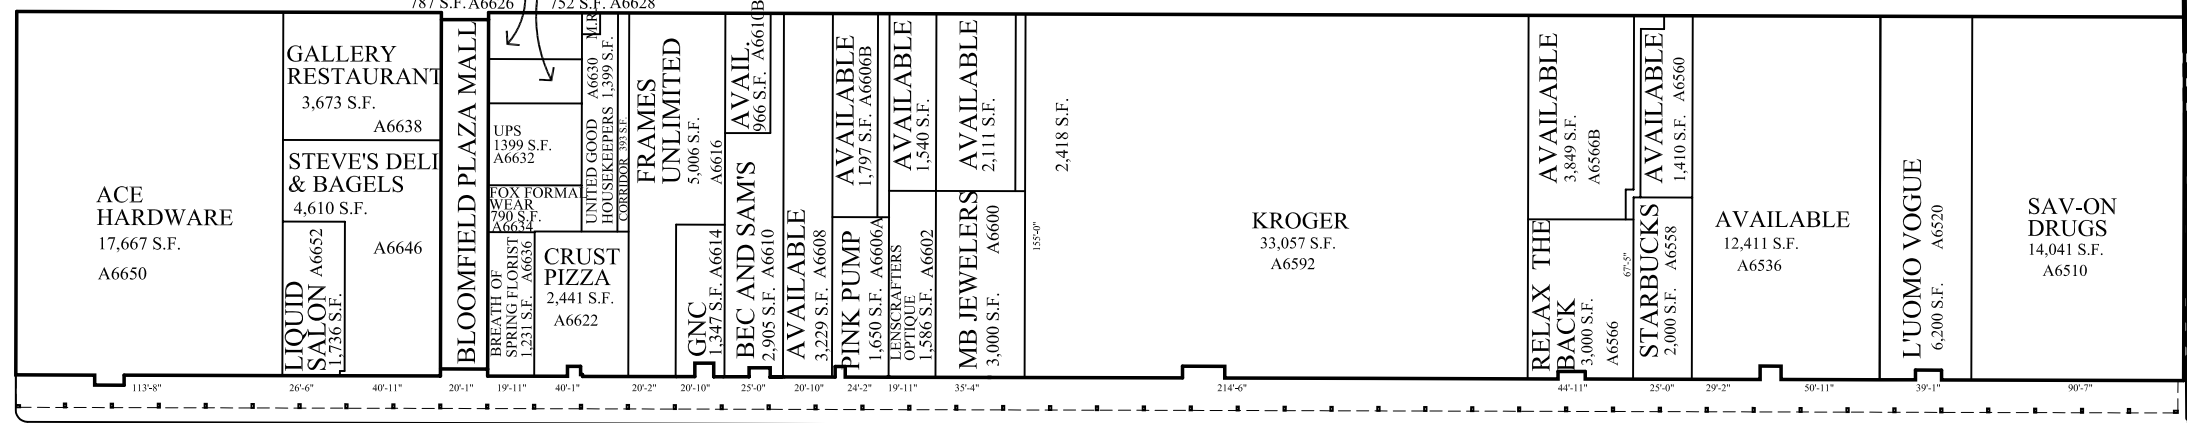 787 S.F. A6626
752 S.F. A6628
ACE
HARDWARE
17,667 S.F.
A6650
GALLERY
RESTAURANT
3,673 S.F.
A6638
STEVE'S DELI
& BAGELS
4,610 S.F.
A6646
LIQUID
SALON A6652
1,736 S.F.
BLOOMFIELD PLAZA MALL
UPS
1399 S.F.
A6632
FOX FORMAL
WEAR
790 S.F.
A6634
BREATH OF
SPRING FLORIST
1,231 S.F. A6636
M.R.
UNITED GOOD A6630
HOUSEKEEPERS 1,399 S.F.
CORRIDOR 393 S.F.
CRUST
PIZZA
2,441 S.F.
A6622
FRAMES
UNLIMITED
5,006 S.F.
A6616
GNC
1,347 S.F. A6614
AVAIL.
966 S.F. A6610B
BEC AND SAM'S
2,905 S.F. A6610
AVAILABLE
3,229 S.F. A6608
AVAILABLE
1,797 S.F. A6606B
PINK PUMP
1,650 S.F. A6606A
AVAILABLE
1,540 S.F.
LENSCRAFTERS
OPTIQUE
1,586 S.F. A6602
AVAILABLE
2,111 S.F.
MB JEWELERS
3,000 S.F. A6600
2,418 S.F.
155'-0"
KROGER
33,057 S.F.
A6592
AVAILABLE
3,849 S.F.
A6566B
RELAX THE
BACK
3,000 S.F.
A6566
67'-5"
AVAILABLE
1,410 S.F. A6560
STARBUCKS
2,000 S.F. A6558
AVAILABLE
12,411 S.F.
A6536
L'UOMO VOGUE
6,200 S.F. A6520
SAV-ON
DRUGS
14,041 S.F.
A6510
113'-8" 26'-6" 40'-11" 20'-1" 19'-11" 40'-1" 20'-2" 20'-10" 25'-0" 20'-10" 24'-2" 19'-11" 35'-4" 214'-6" 44'-11" 25'-0" 29'-2" 50'-11" 39'-1" 90'-7"